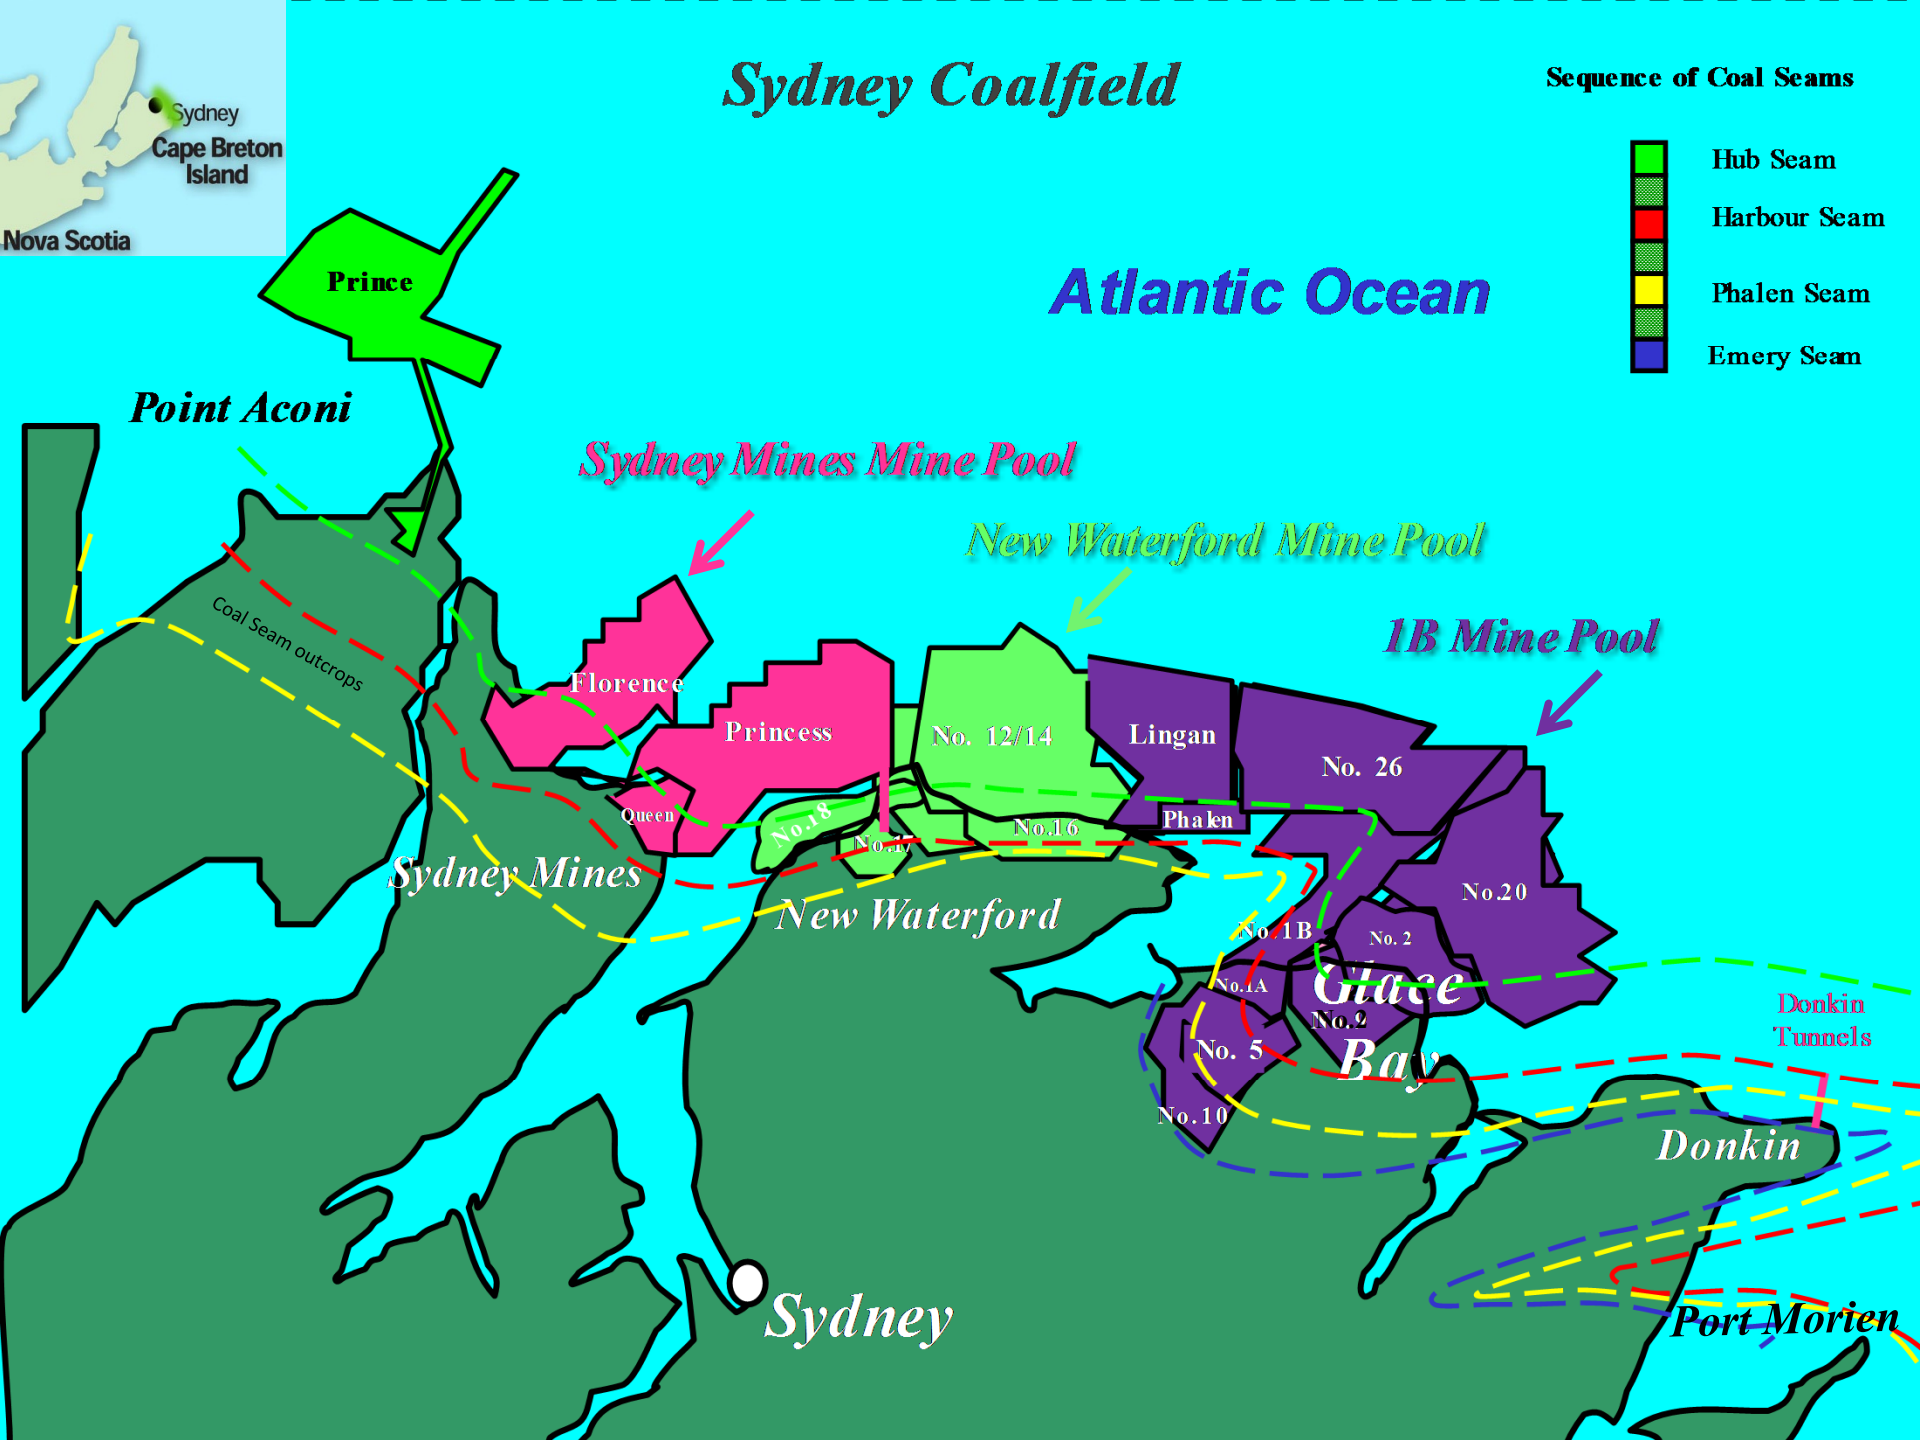 Sydney Coalfield
Sequence of Coal Seams
Hub Seam
Harbour Seam
Phalen Seam
Emery Seam
Sydney
Cape Breton
Island
Nova Scotia
Atlantic Ocean
Prince
Point Aconi
Sydney Mines Mine Pool
New Waterford Mine Pool
1B Mine Pool
Coal Seam outcrops
Florence
Princess
No. 12/14
Lingan
No. 26
Queen
No.18
No.17
No.16
Phalen
No.20
Sydney Mines
New Waterford
No. 1B
No. 2
No.1A
Glace
Bay
No. 5
No.10
Donkin
Tunnels
Donkin
Sydney
Port Morien